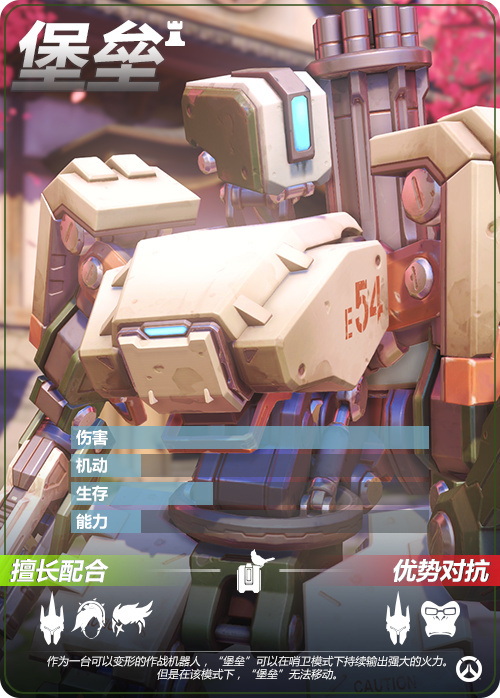 堡垒
E54
伤害
机动
生存
能力
擅长配合
优势对抗
作为一台可以变形的作战机器人，“堡垒”可以在哨卫模式下持续输出强大的火力。
但是在该模式下，“堡垒”无法移动。
CAUTION